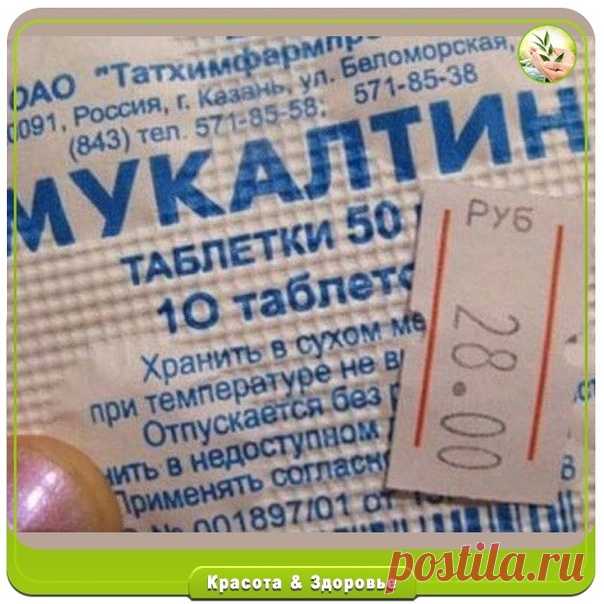 ОАО "Татхимфармпр
0091, Россия, г. Казань, ул. Беломорская,
(843) тел. 571-85-58; 571-85-38
МУКАЛТИН
ТАБЛЕТКИ 50
10 таблето
Хранить в сухом ме
при температуре не в
Отпускается без
нить в недоступном
Применять согласн
001897/01 от
РУБ
28.00
Красота & Здоровье
postila.ru